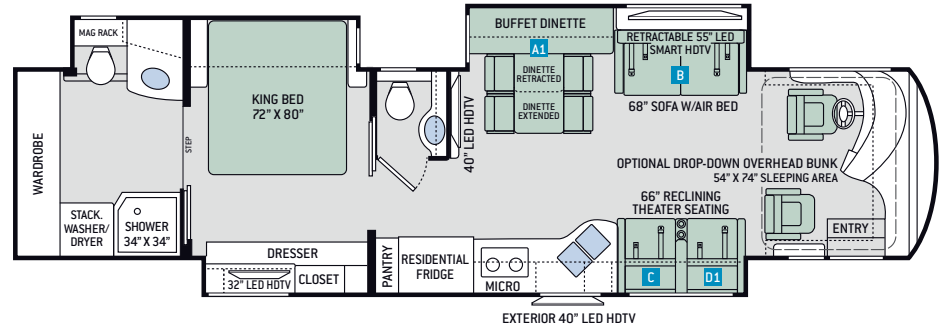 MAG RACK
WARDROBE
STACK.
WASHER/
DRYER
SHOWER
34" X 34"
STEP
KING BED
72" X 80"
DRESSER
32" LED HDTV
CLOSET
40" LED HDTV
BUFFET DINETTE
A1
DINETTE
RETRACTED
DINETTE
EXTENDED
RETRACTABLE 55" LED
SMART HDTV
B
68" SOFA W/AIR BED
OPTIONAL DROP-DOWN OVERHEAD BUNK
54" X 74" SLEEPING AREA
66" RECLINING
THEATER SEATING
C
D1
ENTRY
PANTRY
RESIDENTIAL
FRIDGE
MICRO
EXTERIOR 40" LED HDTV